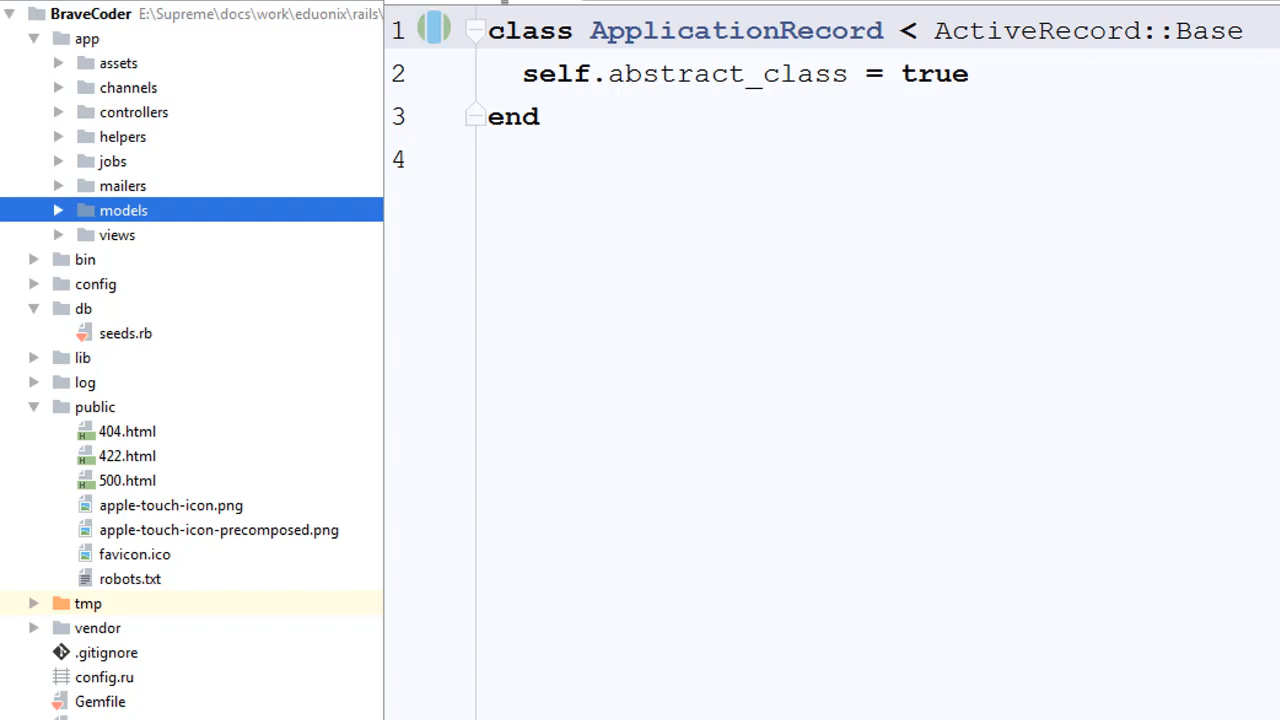 BraveCoder E:\Supreme\docs\work\eduonix\rails\
app
assets
channels
controllers
helpers
jobs
mailers
models
views
bin
config
db
seeds.rb
lib
log
public
404.html
422.html
500.html
apple-touch-icon.png
apple-touch-icon-precomposed.png
favicon.ico
robots.txt
tmp
vendor
.gitignore
config.ru
Gemfile
1 class ApplicationRecord < ActiveRecord::Base
2 self.abstract_class = true
3 end
4